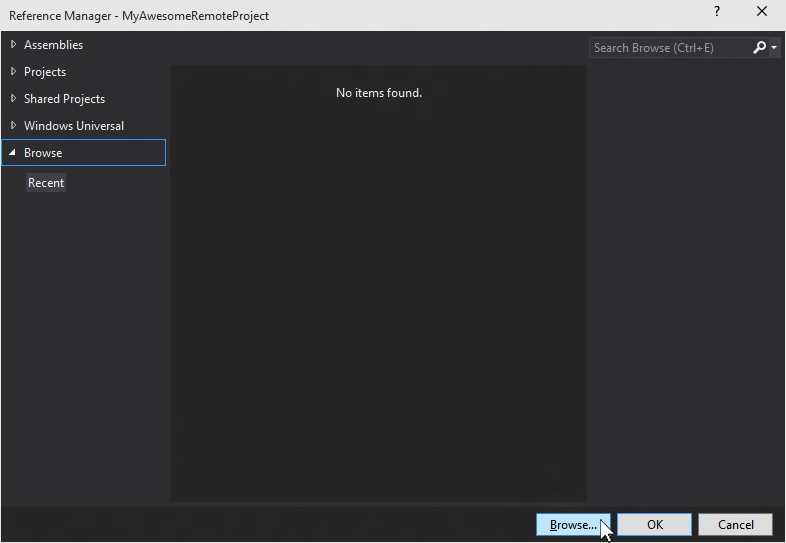 Reference Manager - MyAwesomeRemoteProject
?
Assemblies
Search Browse (Ctrl+E)
Projects
No items found.
Shared Projects
Windows Universal
Browse
Recent
Browse...
OK
Cancel